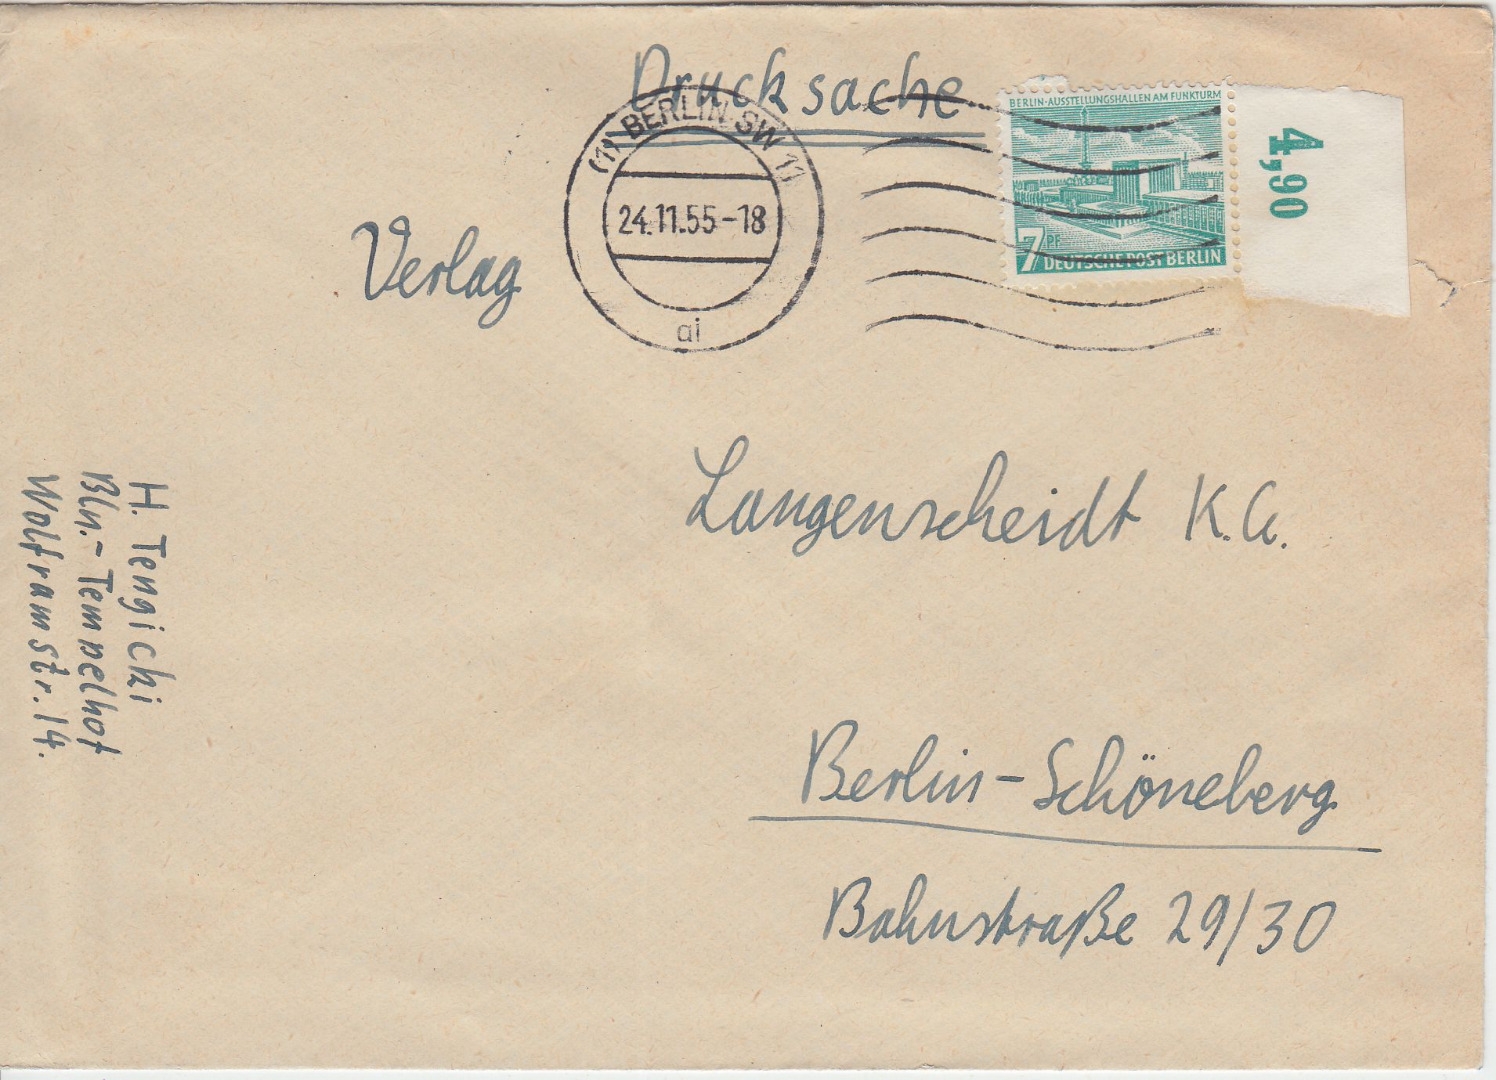 Drucksache
(1) BERLIN SW 11
24.11.55-18
ai
BERLIN-AUSSTELLUNGSHALLEN AM FUNKTURM
7 PF
DEUTSCHE POST BERLIN
4,90
Verlag
Langenscheidt K.G.
Berlin-Schöneberg
Bahnstraße 29/30
H. Tengicki
Bln.-Tempelhof
Wolframstr. 14.